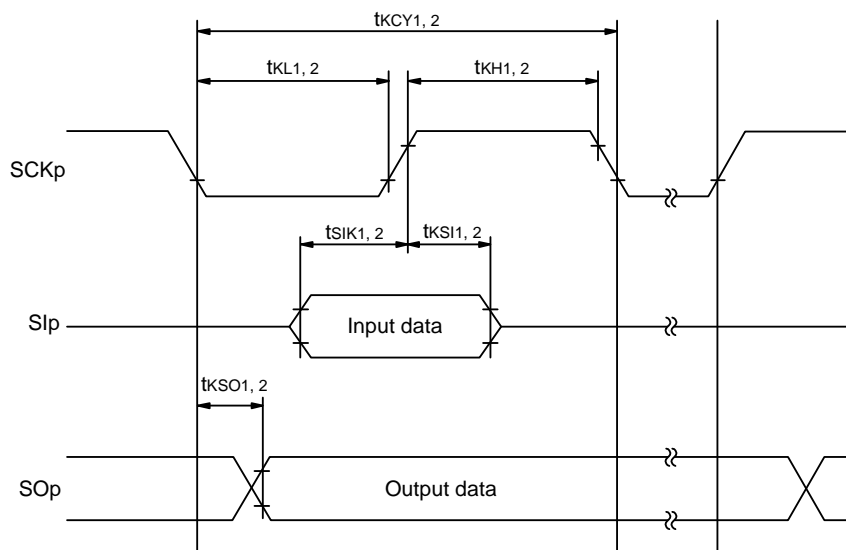 tKCY1, 2
tKL1, 2
tKH1, 2
SCKp
tSIK1, 2
tKSI1, 2
SIp
Input data
tKSO1, 2
SOp
Output data